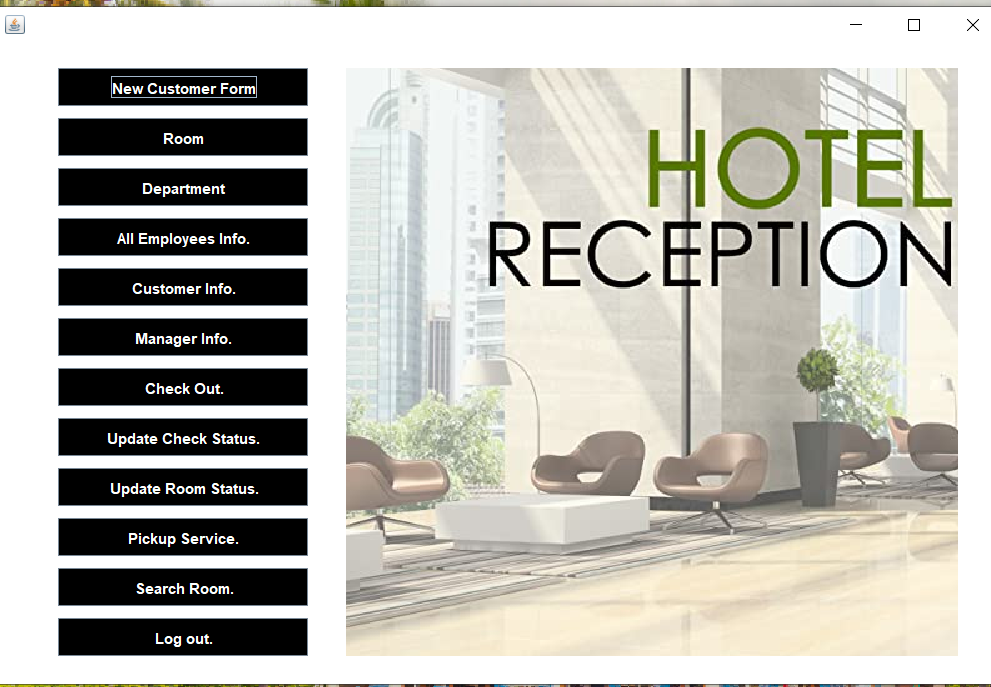 New Customer Form
Room
Department
All Employees Info.
Customer Info.
Manager Info.
Check Out.
Update Check Status.
Update Room Status.
Pickup Service.
Search Room.
Log out.
HOTEL
RECEPTION